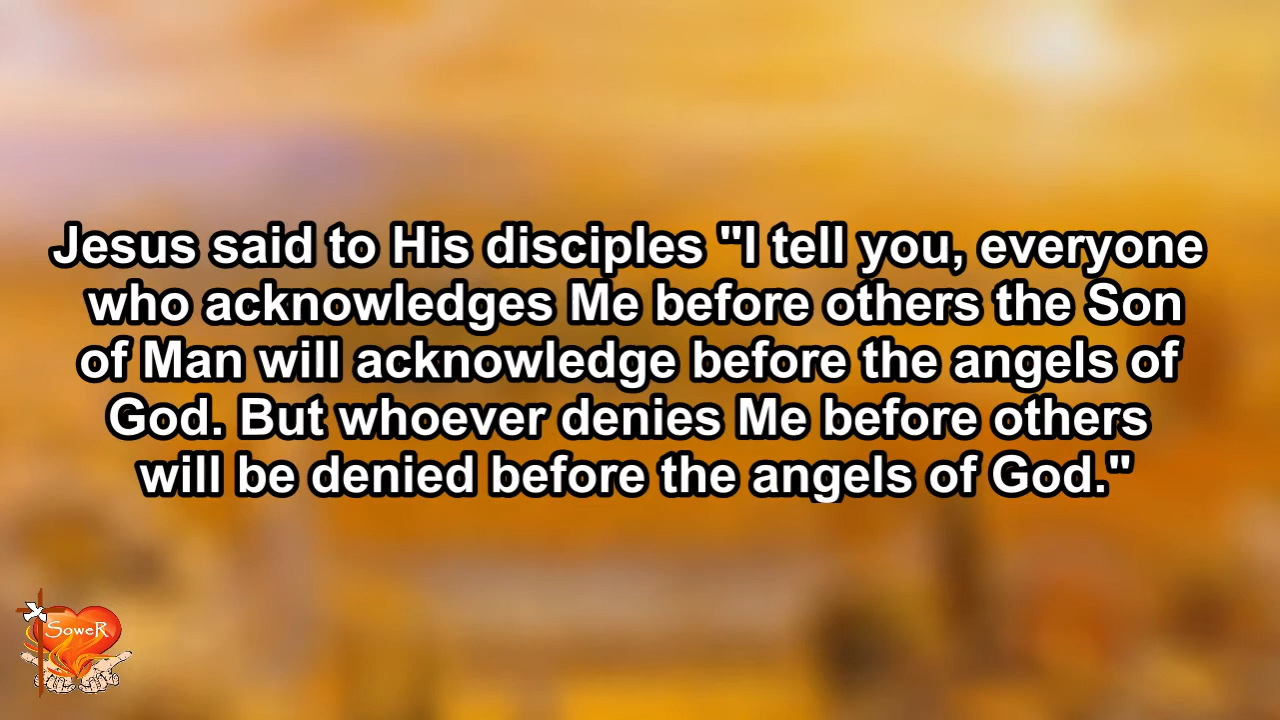 Jesus said to His disciples "I tell you, everyone
who acknowledges Me before others the Son
of Man will acknowledge before the angels of
God. But whoever denies Me before others
will be denied before the angels of God."
SoweR